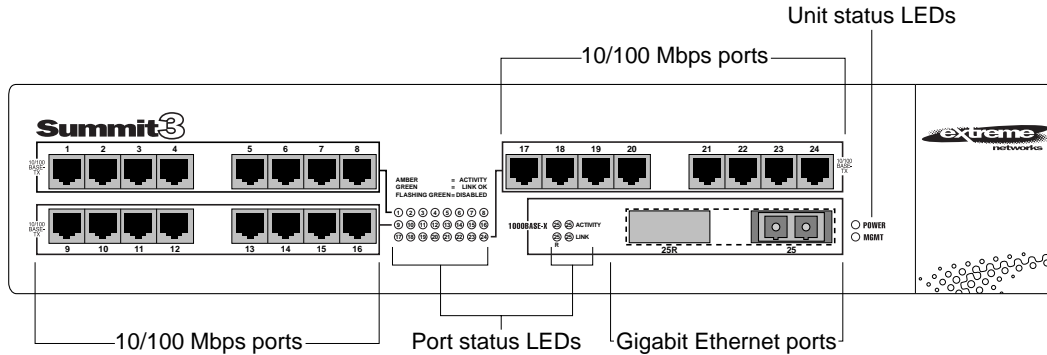 Unit status LEDs
10/100 Mbps ports
Summit3
extreme
networks
1 2 3 4 5 6 7 8
17 18 19 20 21 22 23 24
10/100
BASE-
TX
10/100
BASE-
TX
AMBER = ACTIVITY
GREEN = LINK OK
FLASHING GREEN = DISABLED
1 2 3 4 5 6 7 8
9 10 11 12 13 14 15 16
17 18 19 20 21 22 23 24
10/100
BASE-
TX
9 10 11 12 13 14 15 16
1000BASE-X
25 25 ACTIVITY
25 25 LINK
R
25R
25
POWER
MGMT
10/100 Mbps ports
Port status LEDs
Gigabit Ethernet ports